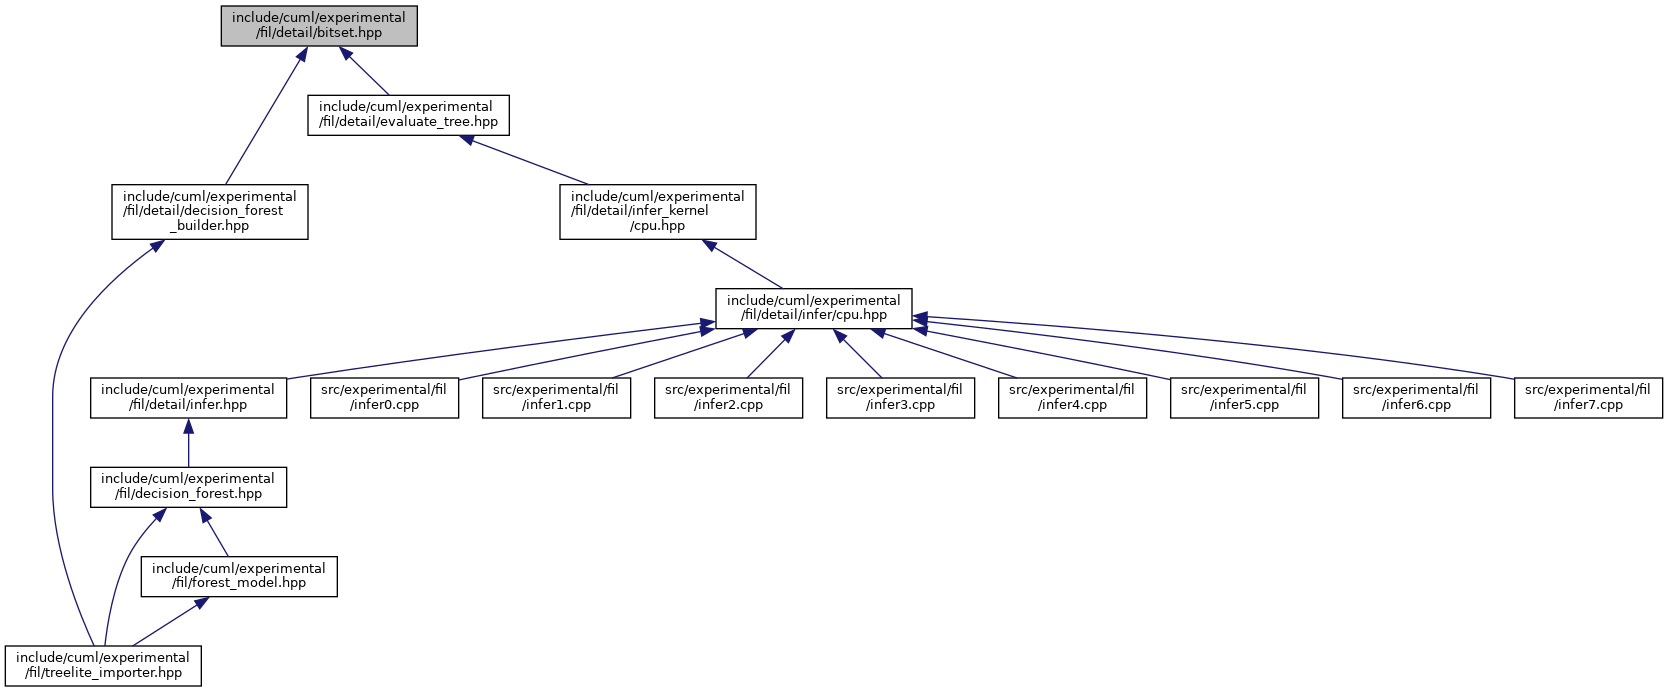 include/cuml/experimental
/fil/detail/bitset.hpp
include/cuml/experimental
/fil/detail/evaluate_tree.hpp
include/cuml/experimental
/fil/detail/decision_forest
_builder.hpp
include/cuml/experimental
/fil/detail/infer_kernel
/cpu.hpp
include/cuml/experimental
/fil/detail/infer/cpu.hpp
include/cuml/experimental
/fil/detail/infer.hpp
src/experimental/fil
/infer0.cpp
src/experimental/fil
/infer1.cpp
src/experimental/fil
/infer2.cpp
src/experimental/fil
/infer3.cpp
src/experimental/fil
/infer4.cpp
src/experimental/fil
/infer5.cpp
src/experimental/fil
/infer6.cpp
src/experimental/fil
/infer7.cpp
include/cuml/experimental
/fil/decision_forest.hpp
include/cuml/experimental
/fil/forest_model.hpp
include/cuml/experimental
/fil/treelite_importer.hpp